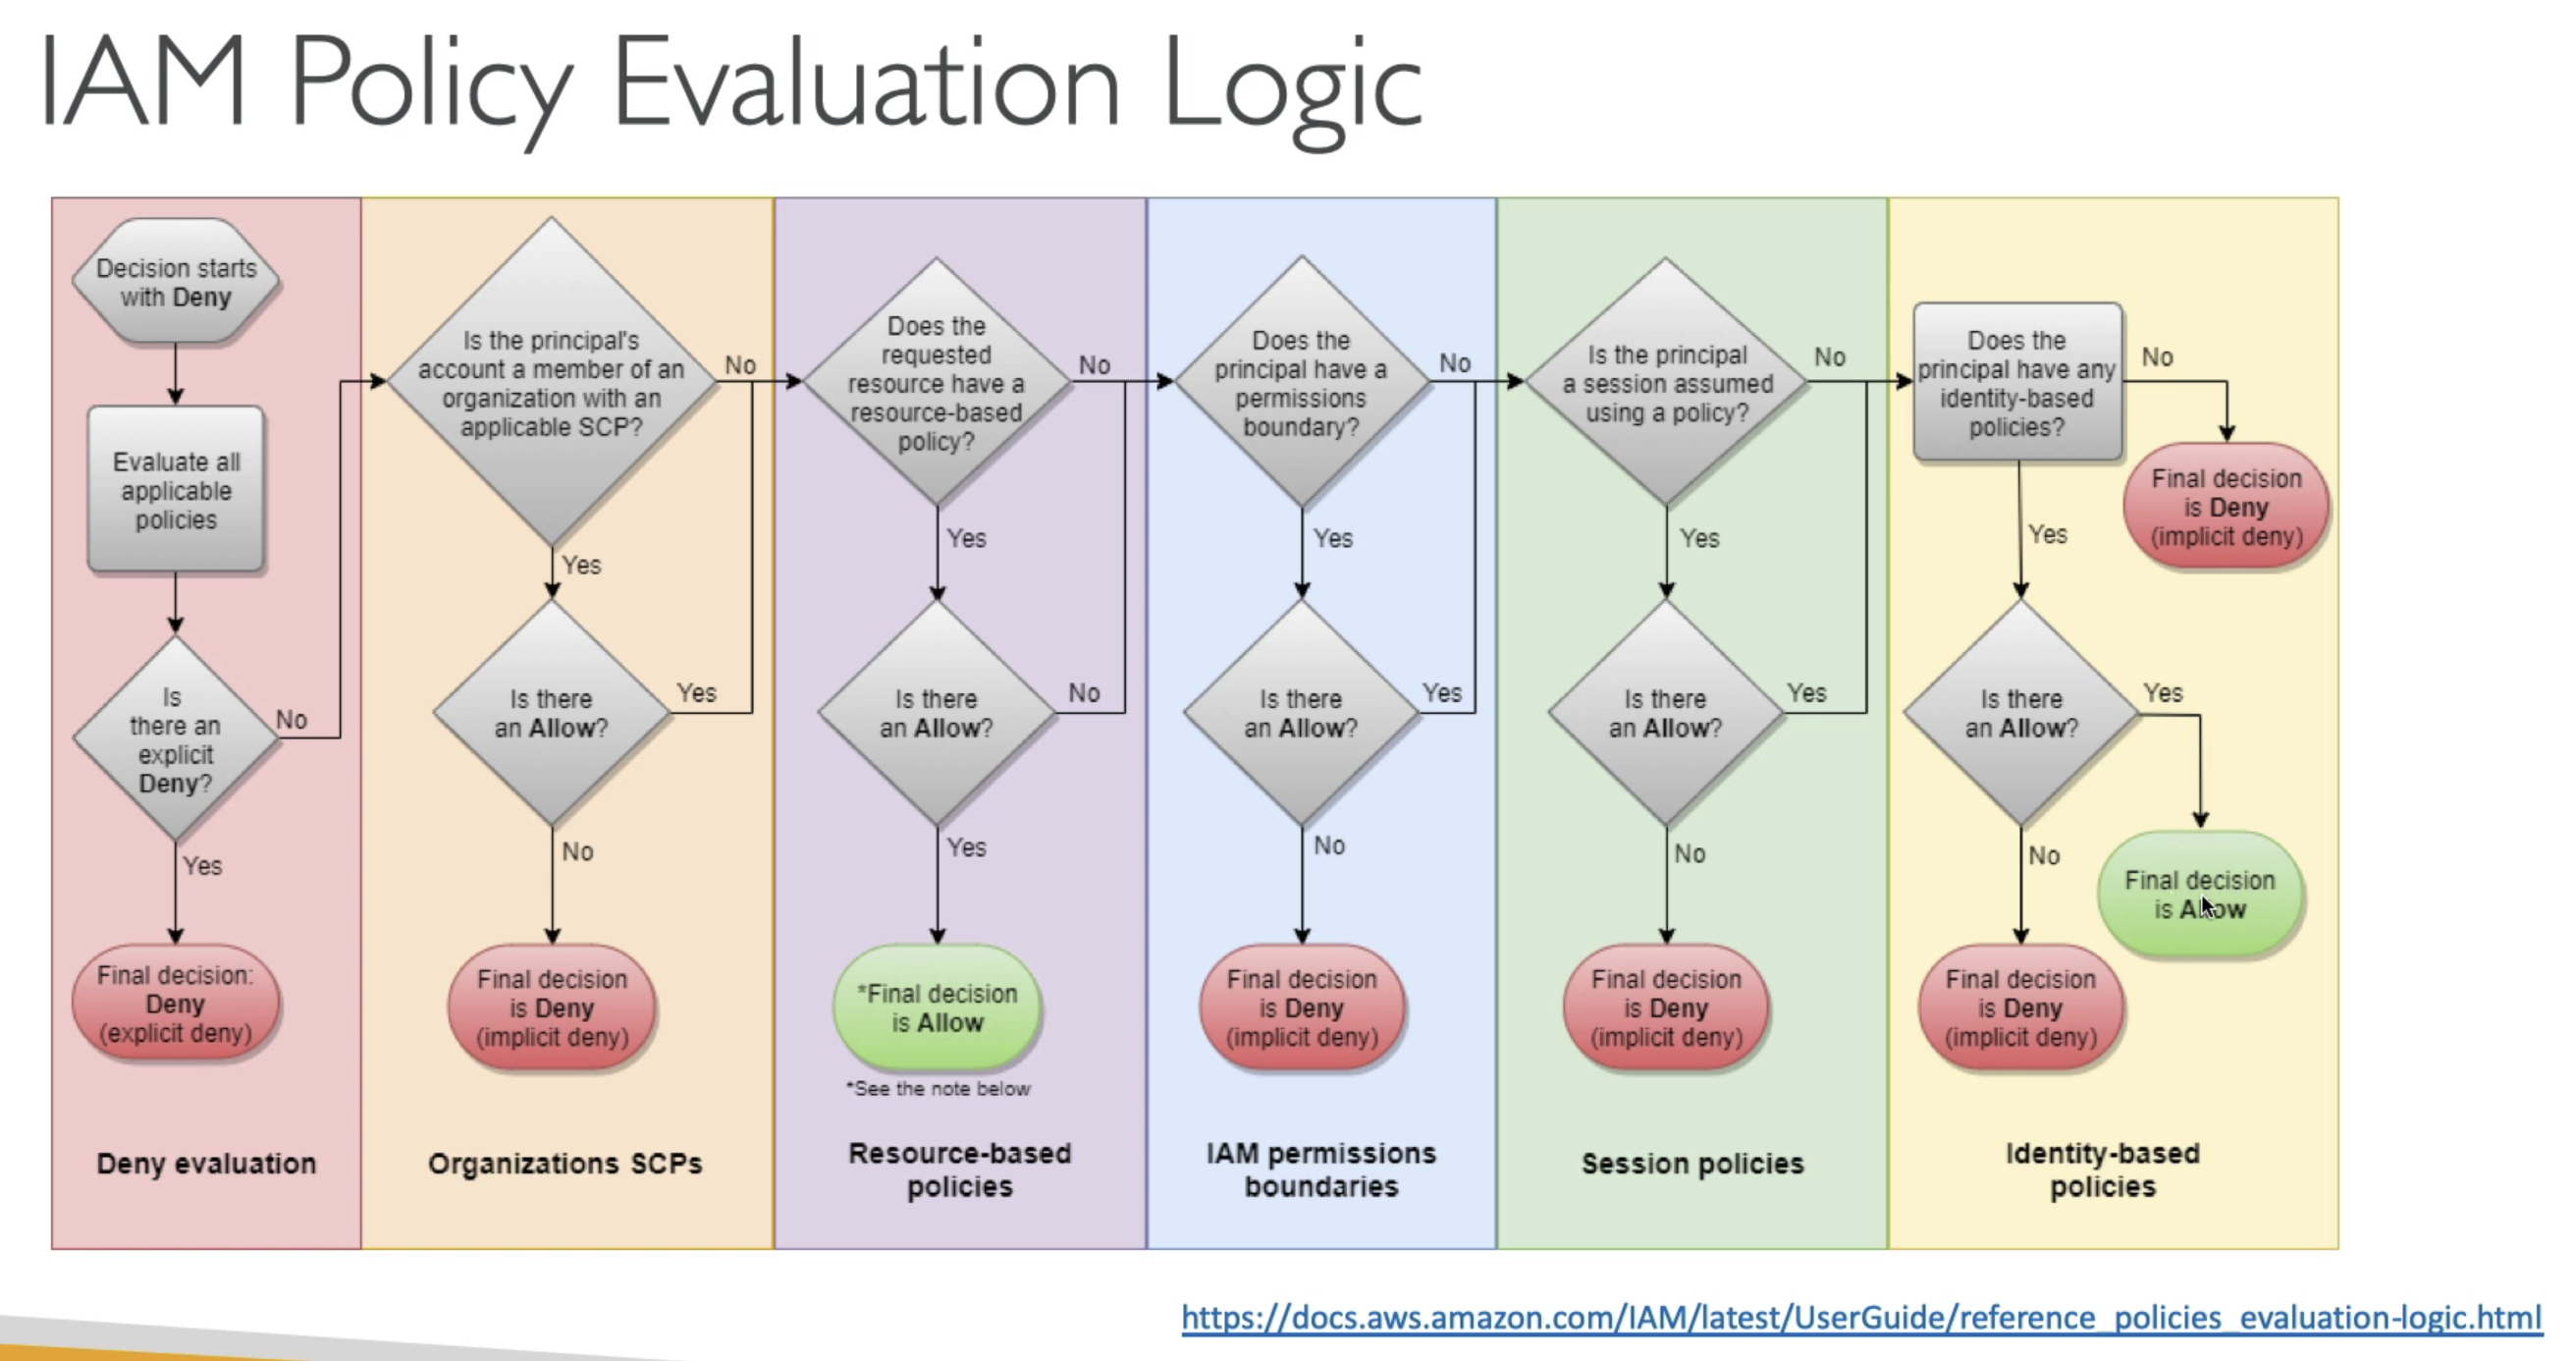 IAM Policy Evaluation Logic
Decision starts
with Deny
Evaluate all
applicable
policies
Is
there an
explicit
Deny?
No
Yes
Final decision:
Deny
(explicit deny)
Deny evaluation
Is the principal's
account a member of an
organization with an
applicable SCP?
No
Yes
Is there
an Allow?
Yes
No
Final decision
is Deny
(implicit deny)
Organizations SCPs
Does the
requested
resource have a
resource-based
policy?
No
Yes
Is there
an Allow?
No
Yes
*Final decision
is Allow
*See the note below
Resource-based
policies
Does the
principal have a
permissions
boundary?
No
Yes
Is there
an Allow?
Yes
No
Final decision
is Deny
(implicit deny)
IAM permissions
boundaries
Is the principal
a session assumed
using a policy?
No
Yes
Is there
an Allow?
Yes
No
Final decision
is Deny
(implicit deny)
Session policies
Does the
principal have any
identity-based
policies?
No
Final decision
is Deny
(implicit deny)
Yes
Is there
an Allow?
Yes
Final decision
is Allow
No
Final decision
is Deny
(implicit deny)
Identity-based
policies
https://docs.aws.amazon.com/IAM/latest/UserGuide/reference_policies_evaluation-logic.html